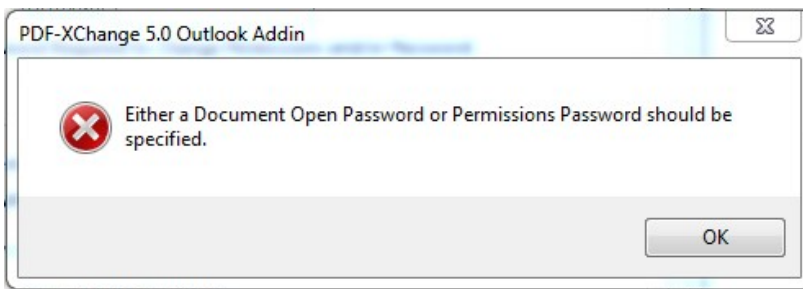 PDF-XChange 5.0 Outlook Addin
Either a Document Open Password or Permissions Password should be
specified.
OK